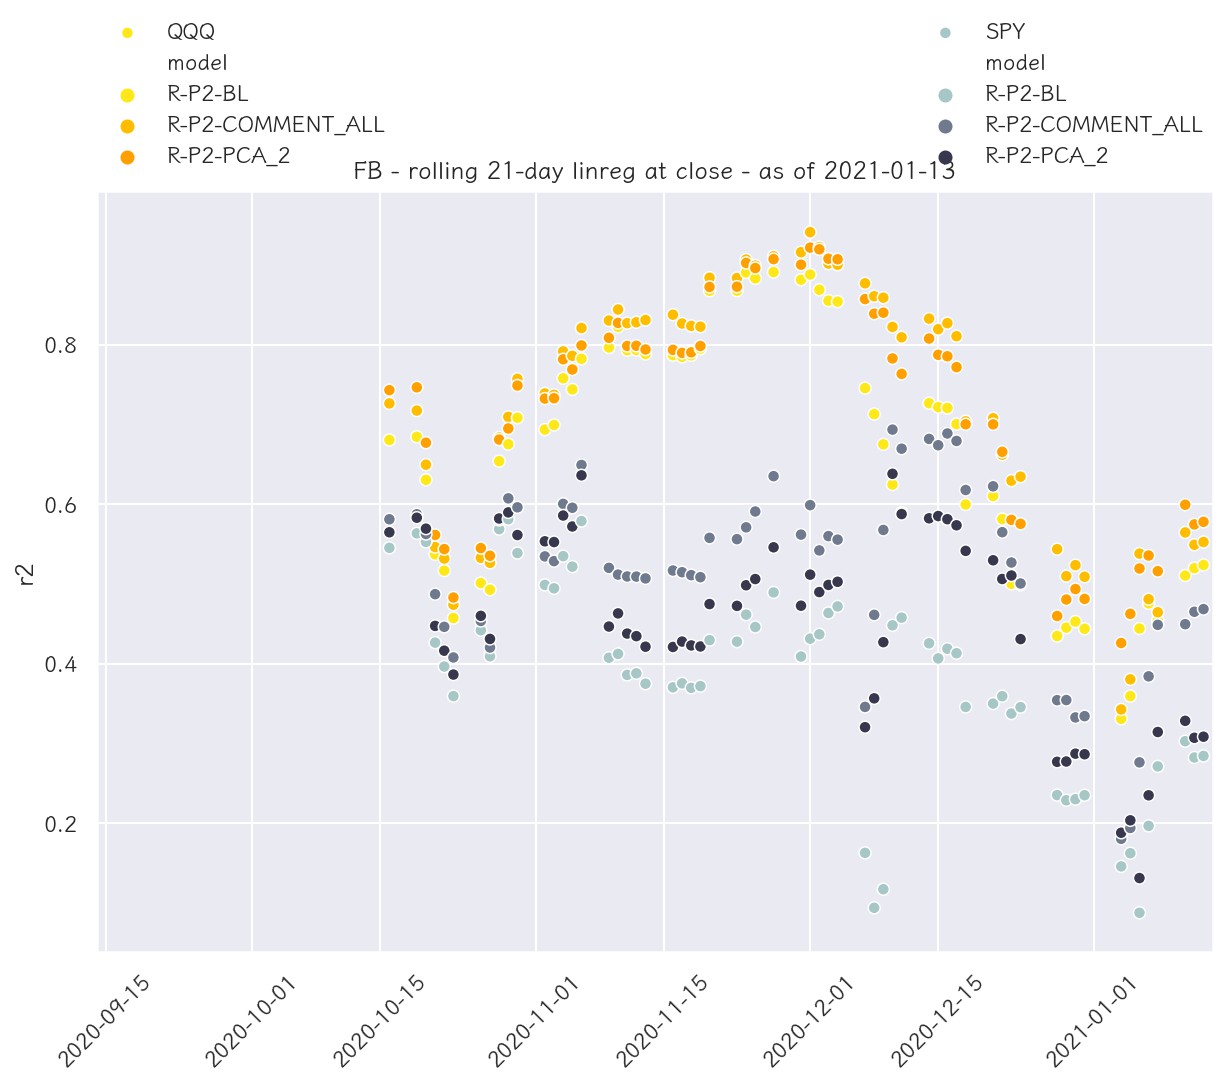 QQQ
model
R-P2-BL
R-P2-COMMENT_ALL
R-P2-PCA_2
SPY
model
R-P2-BL
R-P2-COMMENT_ALL
R-P2-PCA_2
FB - rolling 21-day linreg at close - as of 2021-01-13
r2
0.8
0.6
0.4
0.2
2020-09-15
2020-10-01
2020-10-15
2020-11-01
2020-11-15
2020-12-01
2020-12-15
2021-01-01